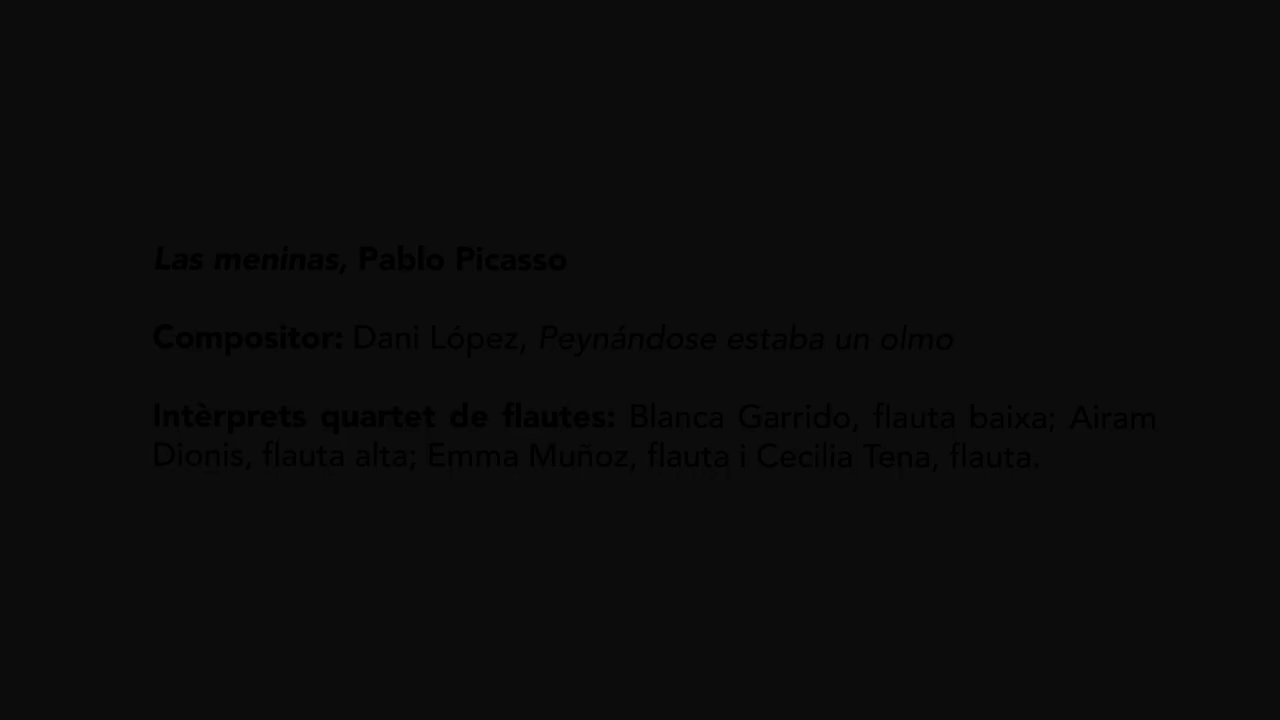 Las meninas, Pablo Picasso
Compositor: Dani López, Peynándose estaba un olmo
Intèrprets quartet de flautes: Blanca Garrido, flauta baixa; Airam
Dionis, flauta alta; Emma Muñoz, flauta i Cecilia Tena, flauta.